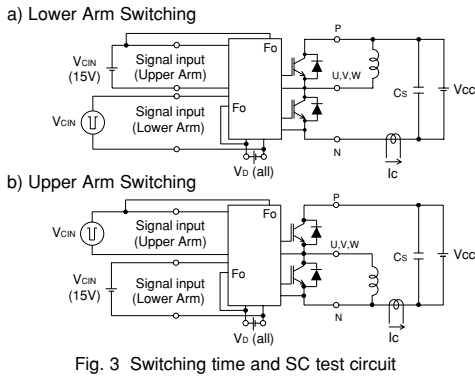 a) Lower Arm Switching
P
Fo
VCIN
(15V)
Signal input
(Upper Arm)
U,V,W
VCIN
Signal input
(Lower Arm)
Fo
CS
VCC
N
VD (all)
Ic
b) Upper Arm Switching
P
Fo
VCIN
Signal input
(Upper Arm)
U,V,W
VCIN
(15V)
Signal input
(Lower Arm)
Fo
CS
VCC
N
VD (all)
Ic
Fig. 3 Switching time and SC test circuit